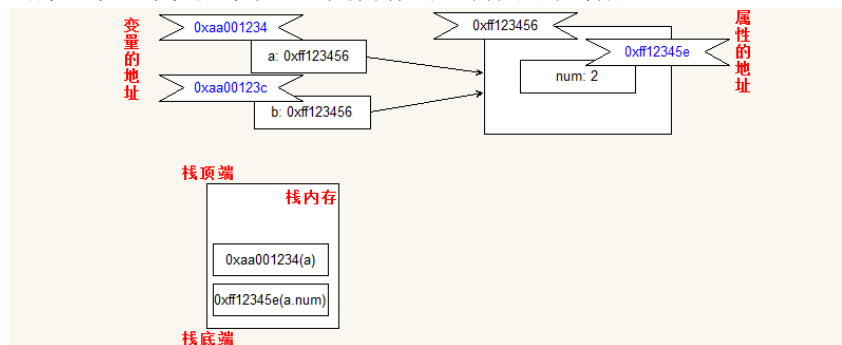 变量的地址
0xaa001234
a: 0xff123456
0xaa00123c
b: 0xff123456
0xff123456
0xff12345e
num: 2
属性的地址
栈顶端
栈内存
0xaa001234(a)
0xff12345e(a.num)
栈底端